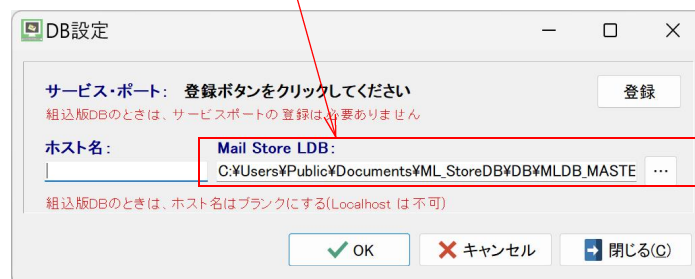 DB設定
サービス・ポート: 登録ボタンをクリックしてください 登録
組込版DBのときは、サービスポートの登録は必要ありません
ホスト名: Mail Store LDB:
C:¥Users¥Public¥Documents¥ML_StoreDB¥DB¥MLDB_MASTE ...
組込版DBのときは、ホスト名はブランクにする(Localhost は不可)
OK キャンセル 閉じる(C)